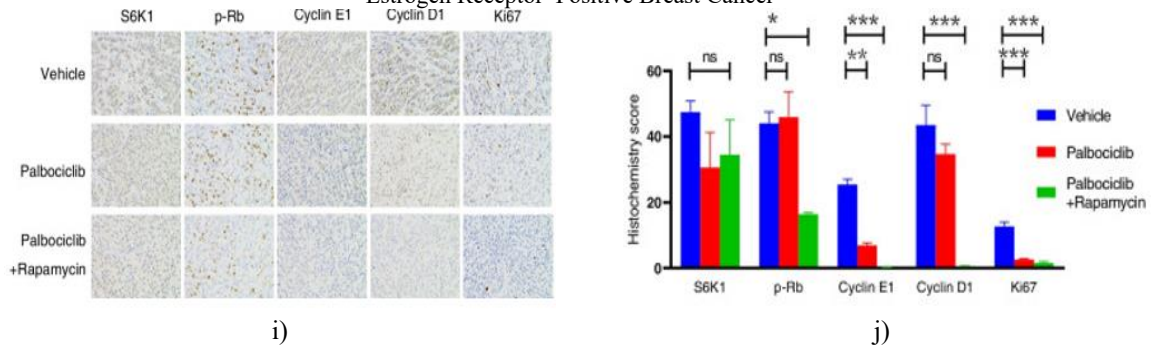 Estrogen Receptor-Positive Breast Cancer
S6K1 p-Rb Cyclin E1 Cyclin D1 Ki67
Vehicle
Palbociclib
Palbociclib
+Rapamycin
i)
* *** *** ***
ns ns ** ns ***
60
40
20
0
Histochemistry score
S6K1 p-Rb Cyclin E1 Cyclin D1 Ki67
Vehicle
Palbociclib
Palbociclib
+Rapamycin
j)